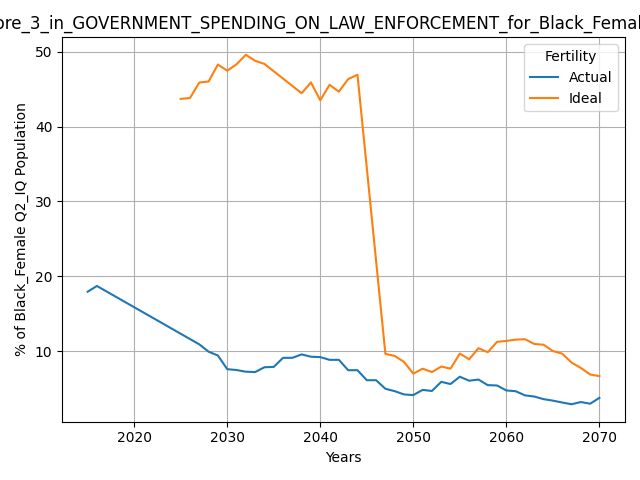 ore_3_in_GOVERNMENT_SPENDING_ON_LAW_ENFORCEMENT_for_Black_Femal
50
40
30
20
10
% of Black_Female Q2_IQ Population
Fertility
Actual
Ideal
2020 2030 2040 2050 2060 2070
Years